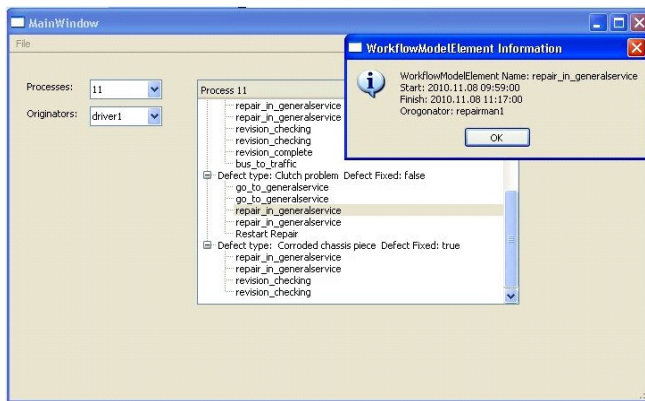 MainWindow
File
WorkflowModelElement Information
WorkflowModelElement Name: repair_in_generalservice
Start: 2010.11.08 09:59:00
Finish: 2010.11.08 11:17:00
Orogonator: repairman1
OK
Processes: 11
Originators: driver1
Process 11
repair_in_generalservice
repair_in_generalservice
revision_checking
revision_checking
revision_complete
bus_to_traffic
Defect type: Clutch problem Defect Fixed: false
go_to_generalservice
go_to_generalservice
repair_in_generalservice
repair_in_generalservice
Restart Repair
Defect type: Corroded chassis piece Defect Fixed: true
repair_in_generalservice
repair_in_generalservice
revision_checking
revision_checking